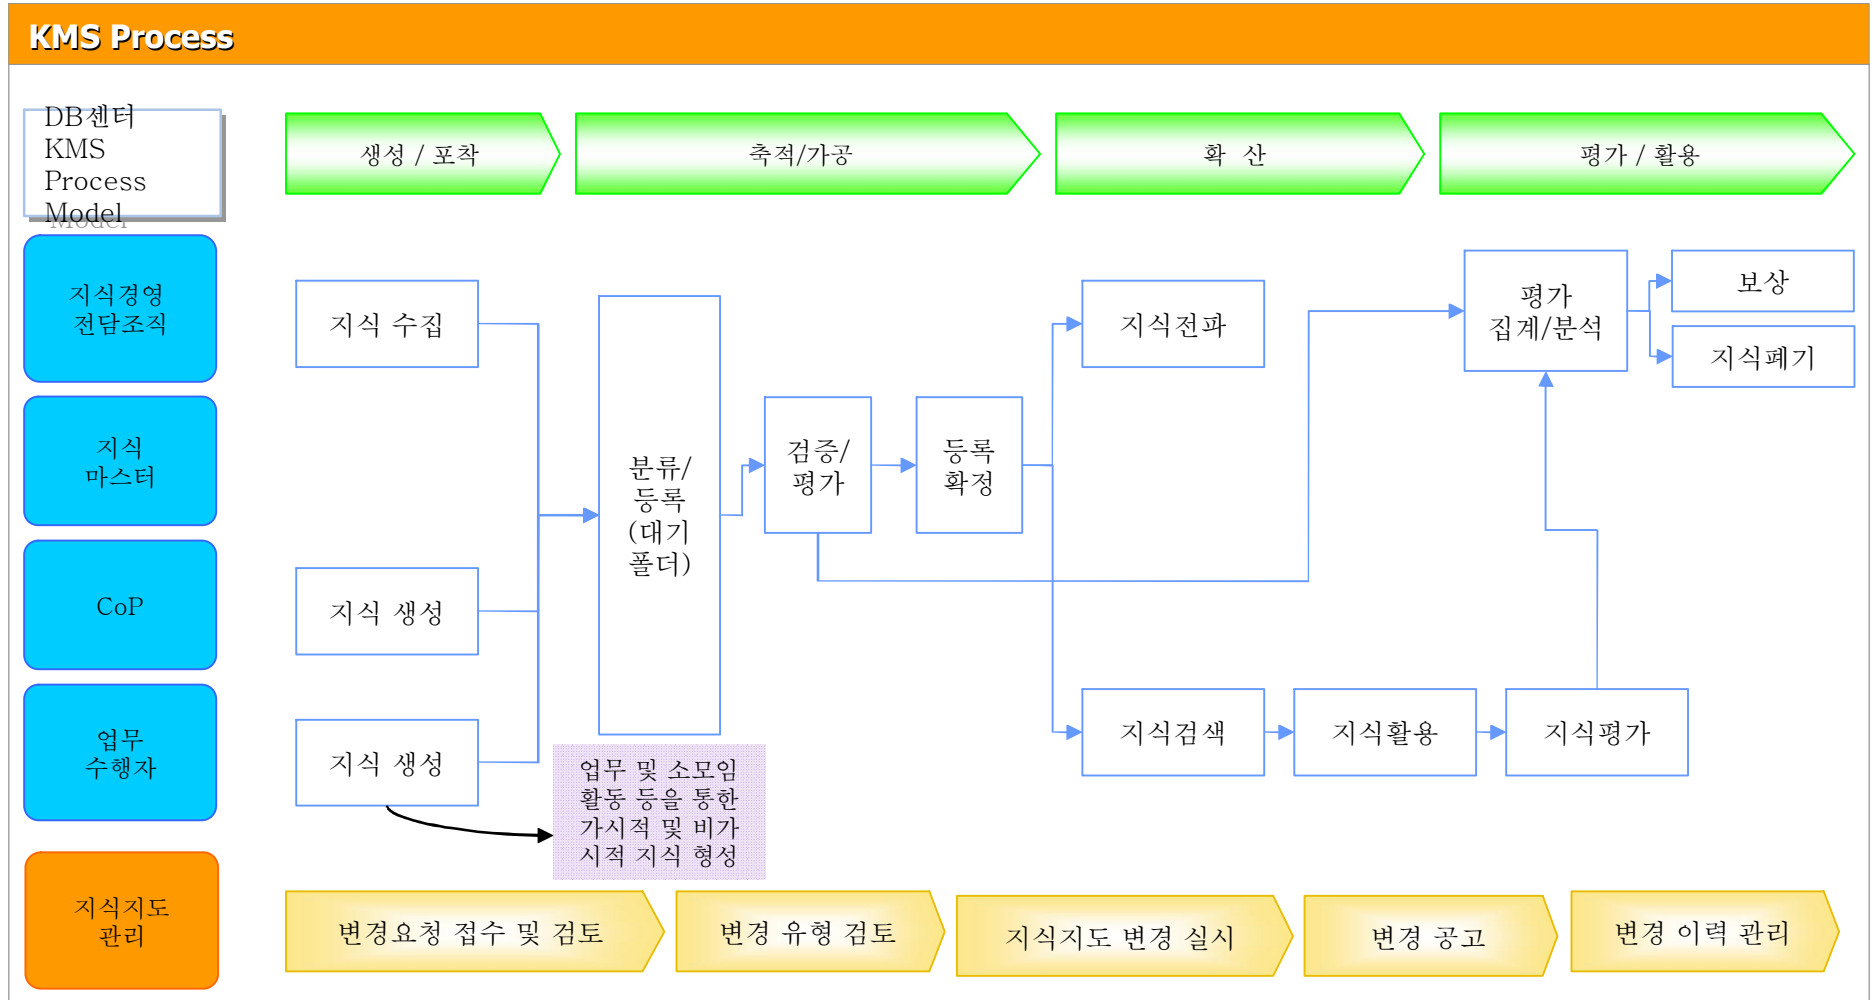 KMS Process
DB센터
KMS
Process
Model
생성 / 포착
축적/가공
확 산
평가 / 활용
지식경영
전담조직
지식 수집
지식전파
평가
집계/분석
보상
지식폐기
지식
마스터
분류/
등록
(대기
폴더)
검증/
평가
등록
확정
CoP
지식 생성
업무
수행자
지식 생성
지식검색
지식활용
지식평가
업무 및 소모임
활동 등을 통한
가시적 및 비가
시적 지식 형성
지식지도
관리
변경요청 접수 및 검토
변경 유형 검토
지식지도 변경 실시
변경 공고
변경 이력 관리